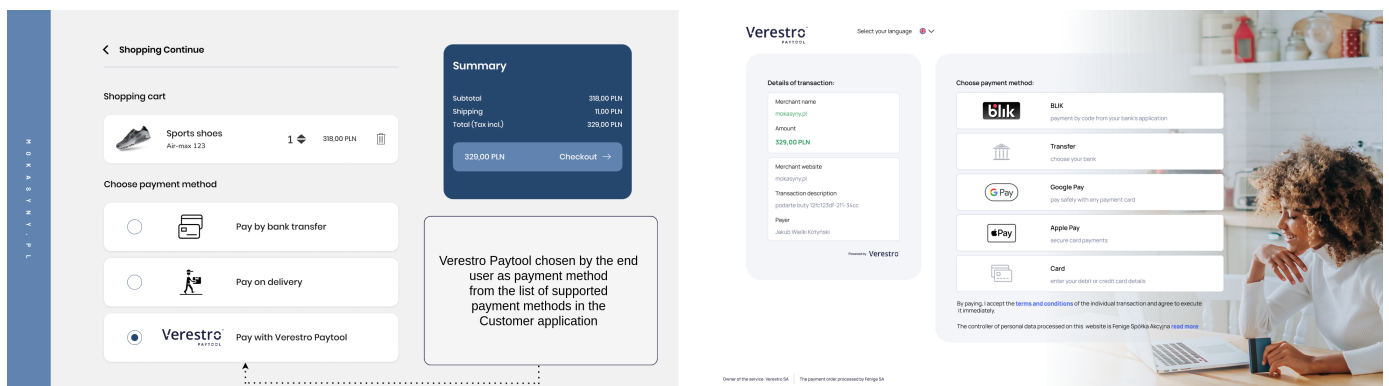 MOKASYNY.PL
Shopping Continue
Shopping cart
Sports shoes
Air-max 123
1
318,00 PLN
Choose payment method
Pay by bank transfer
Pay on delivery
Verestro
PAYTOOL
Pay with Verestro Paytool
Summary
Subtotal 318,00 PLN
Shipping 11,00 PLN
Total (Tax incl.) 329,00 PLN
329,00 PLN Checkout →
Verestro Paytool chosen by the end
user as payment method
from the list of supported
payment methods in the
Customer application
Verestro
PAYTOOL
Select your language
Details of transaction:
Merchant name
mokasyny.pl
Amount
329,00 PLN
Merchant website
mokasyny.pl
Transaction description
podarte buty 12fc123df-211-34cc
Payer
Jakub Wielki Kotyński
Powered by Verestro
Choose payment method:
blik
BLIK
payment by code from your bank's application
Transfer
choose your bank
G Pay
Google Pay
pay safely with any payment card
Pay
Apple Pay
secure card payments
Card
enter your debit or credit card details
By paying, I accept the terms and conditions of the individual transaction and agree to execute
it immediately.
The controller of personal data processed on this website is Fenige Spółka Akcyjna read more
Owner of the service: Verestro SA
The payment order processed by Fenige SA